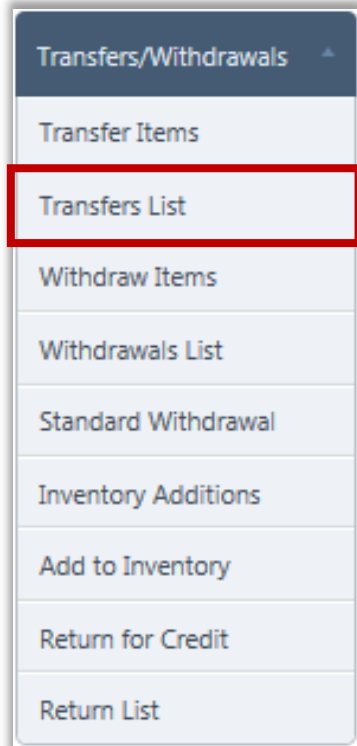 Transfers/Withdrawals
Transfer Items
Transfers List
Withdraw Items
Withdrawals List
Standard Withdrawal
Inventory Additions
Add to Inventory
Return for Credit
Return List